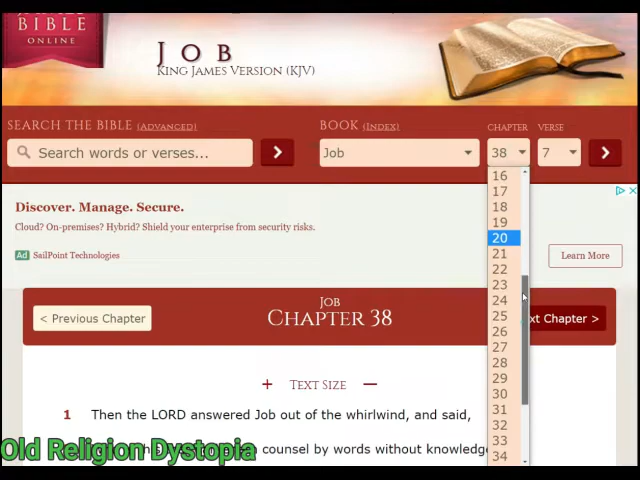 BIBLE
ONLINE
JOB
KING JAMES VERSION (KJV)
SEARCH THE BIBLE (ADVANCED)
BOOK (INDEX)
CHAPTER
VERSE
Search words or verses...
Job
38
7
16
17
18
19
20
21
22
23
24
25
26
27
28
29
30
31
32
33
34
Discover. Manage. Secure.
Cloud? On-premises? Hybrid? Shield your enterprise from security risks.
Ad SailPoint Technologies
Learn More
< Previous Chapter
JOB
CHAPTER 38
xt Chapter >
+ TEXT SIZE —
1 Then the LORD answered Job out of the whirlwind, and said,
counsel by words without knowledge
Old Religion Dystopia